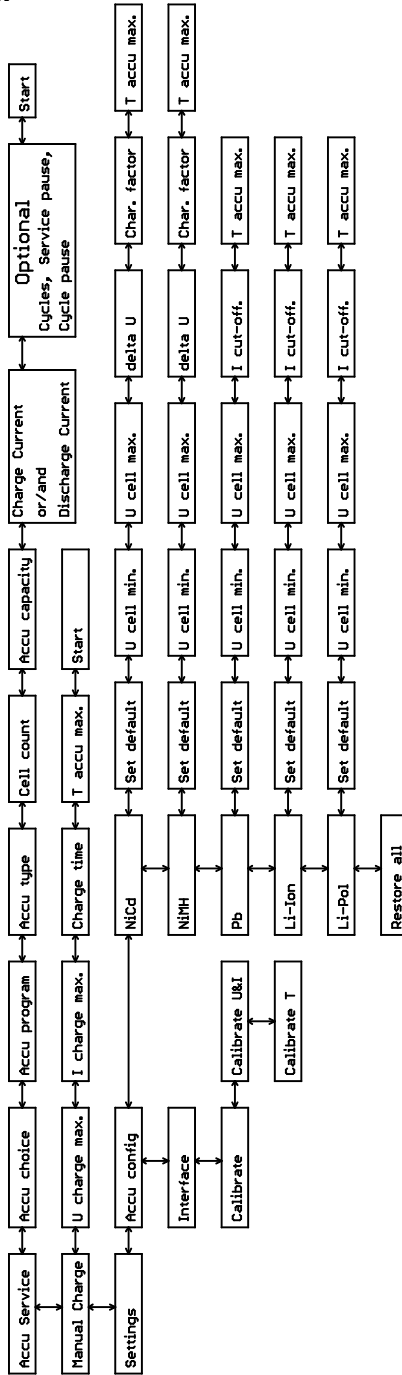 Accu Service
Accu choice
Accu program
Accu type
Cell count
Accu capacity
Charge Current
or/and
Discharge Current
Optional
Cycles, Service pause,
Cycle pause
Start
Manual Charge
U charge max.
I charge max.
Charge time
T accu max.
Start
Settings
Accu config
NiCd
Set default
U cell min.
U cell max.
delta U
Char. factor
T accu max.
Interface
NiMH
Set default
U cell min.
U cell max.
delta U
Char. factor
T accu max.
Calibrate
Calibrate U&I
Pb
Set default
U cell min.
U cell max.
I cut-off.
T accu max.
Calibrate T
Li-Ion
Set default
U cell min.
U cell max.
I cut-off.
T accu max.
Li-Pol
Set default
U cell min.
U cell max.
I cut-off.
T accu max.
Restore all